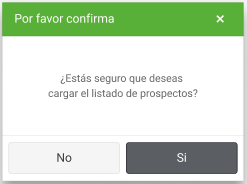 Por favor confirma ×
¿Estás seguro que deseas
cargar el listado de prospectos?
No
Si